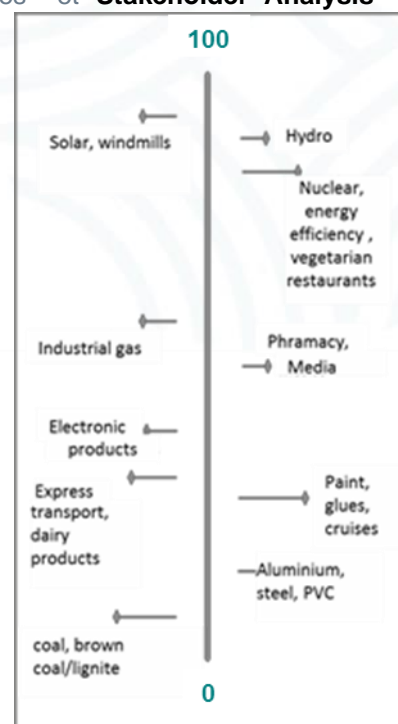 Stakeholder Analysis
100
Solar, windmills
Hydro
Nuclear,
energy
efficiency ,
vegetarian
restaurants
Industrial gas
Phramacy,
Media
Electronic
products
Express
transport,
dairy
products
Paint,
glues,
cruises
Aluminium,
steel, PVC
coal, brown
coal/lignite
0